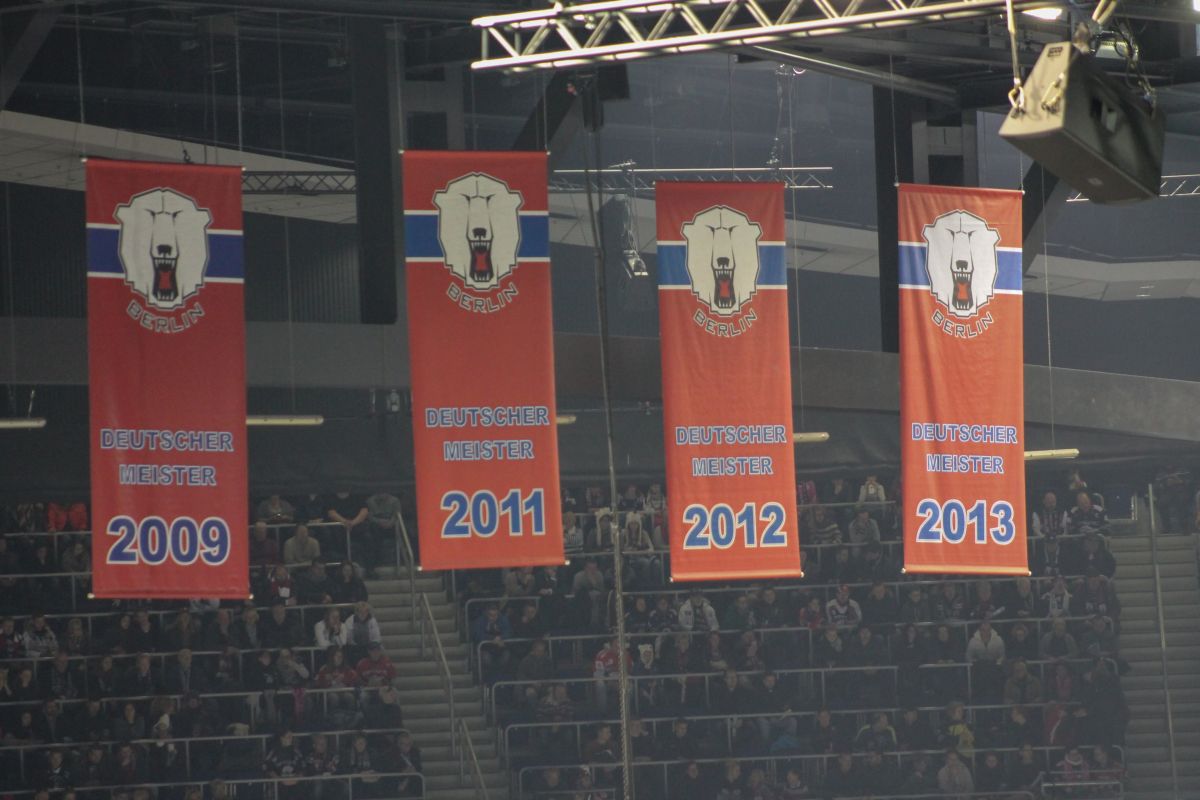 BERLIN
DEUTSCHER
MEISTER
2009
BERLIN
DEUTSCHER
MEISTER
2011
BERLIN
DEUTSCHER
MEISTER
2012
BERLIN
DEUTSCHER
MEISTER
2013